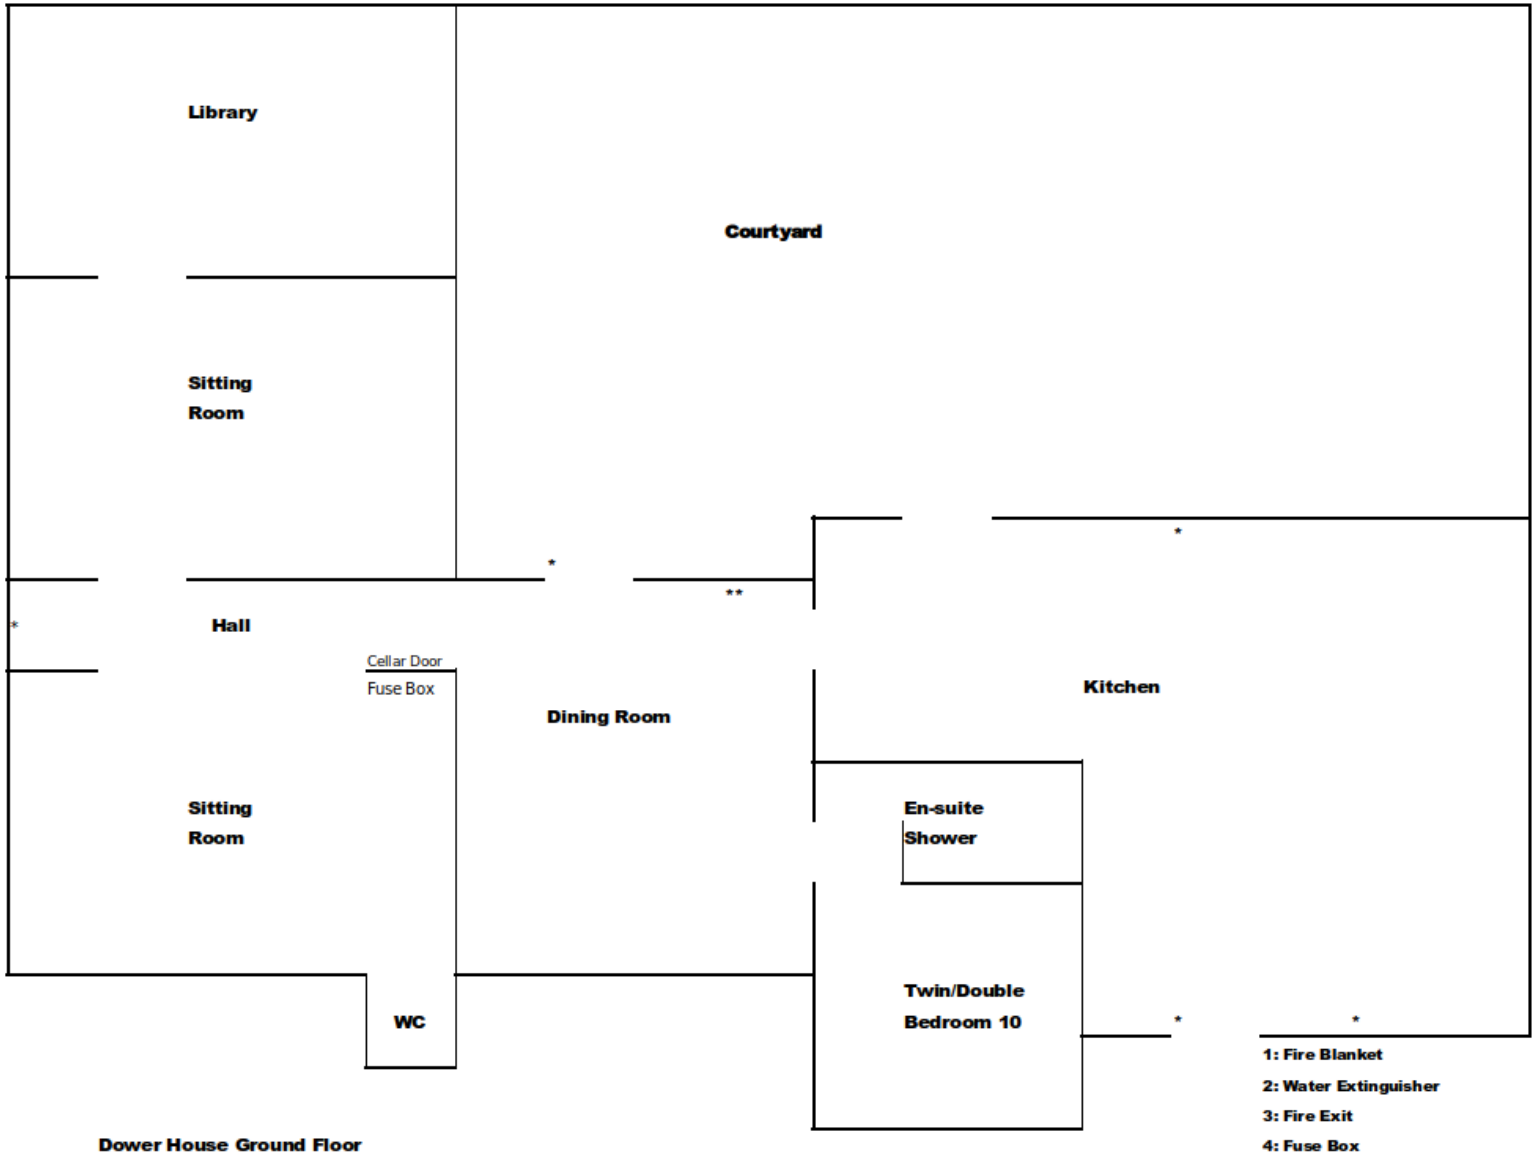 Library
Courtyard
Sitting
Room
*
*
**
Hall
*
Cellar Door
Fuse Box
Kitchen
Dining Room
Sitting
Room
En-suite
Shower
Twin/Double
Bedroom 10
WC
*
*
1: Fire Blanket
2: Water Extinguisher
3: Fire Exit
4: Fuse Box
Dower House Ground Floor